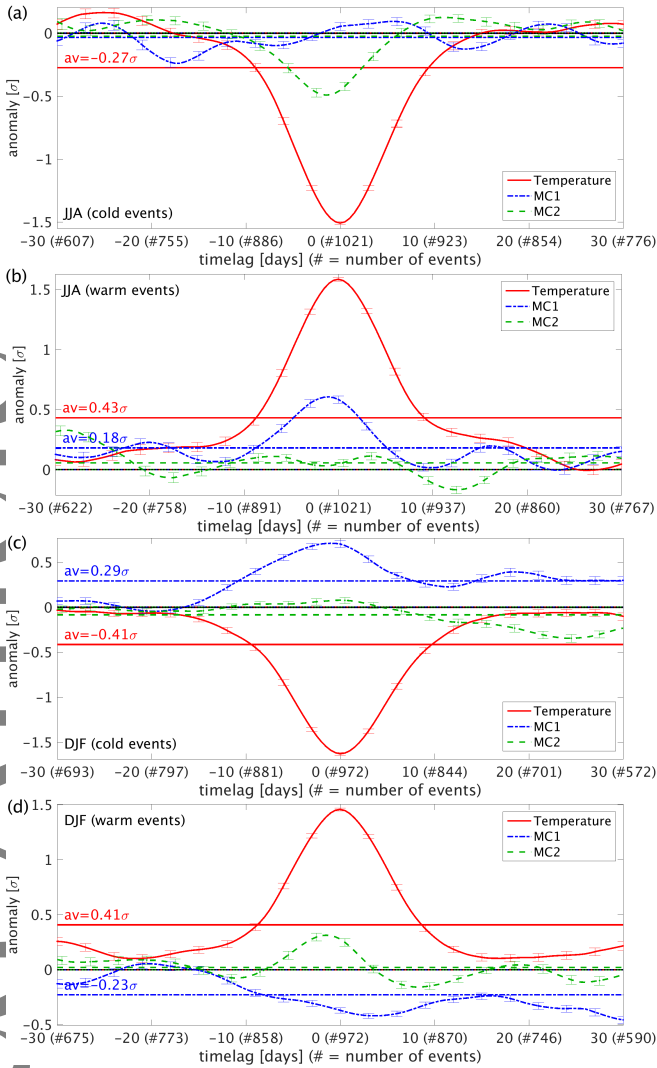 (a)
0
av=−0.27σ
−0.5
−1
−1.5
anomaly [σ]
JJA (cold events)
Temperature
MC1
MC2
−30 (#607) −20 (#755) −10 (#886) 0 (#1021) 10 (#923) 20 (#854) 30 (#776)
timelag [days] (# = number of events)
(b)
JJA (warm events)
1.5
1
0.5
0
anomaly [σ]
Temperature
MC1
MC2
av=0.43σ
av=0.18σ
−30 (#622) −20 (#758) −10 (#891) 0 (#1021) 10 (#937) 20 (#860) 30 (#767)
timelag [days] (# = number of events)
(c)
0.5
av=0.29σ
0
av=−0.41σ
−0.5
−1
−1.5
anomaly [σ]
DJF (cold events)
Temperature
MC1
MC2
−30 (#693) −20 (#797) −10 (#881) 0 (#972) 10 (#844) 20 (#701) 30 (#572)
timelag [days] (# = number of events)
(d)
1.5
DJF (warm events)
Temperature
MC1
MC2
1
av=0.41σ
0.5
0
av=−0.23σ
−0.5
anomaly [σ]
−30 (#675) −20 (#773) −10 (#858) 0 (#972) 10 (#870) 20 (#746) 30 (#590)
timelag [days] (# = number of events)